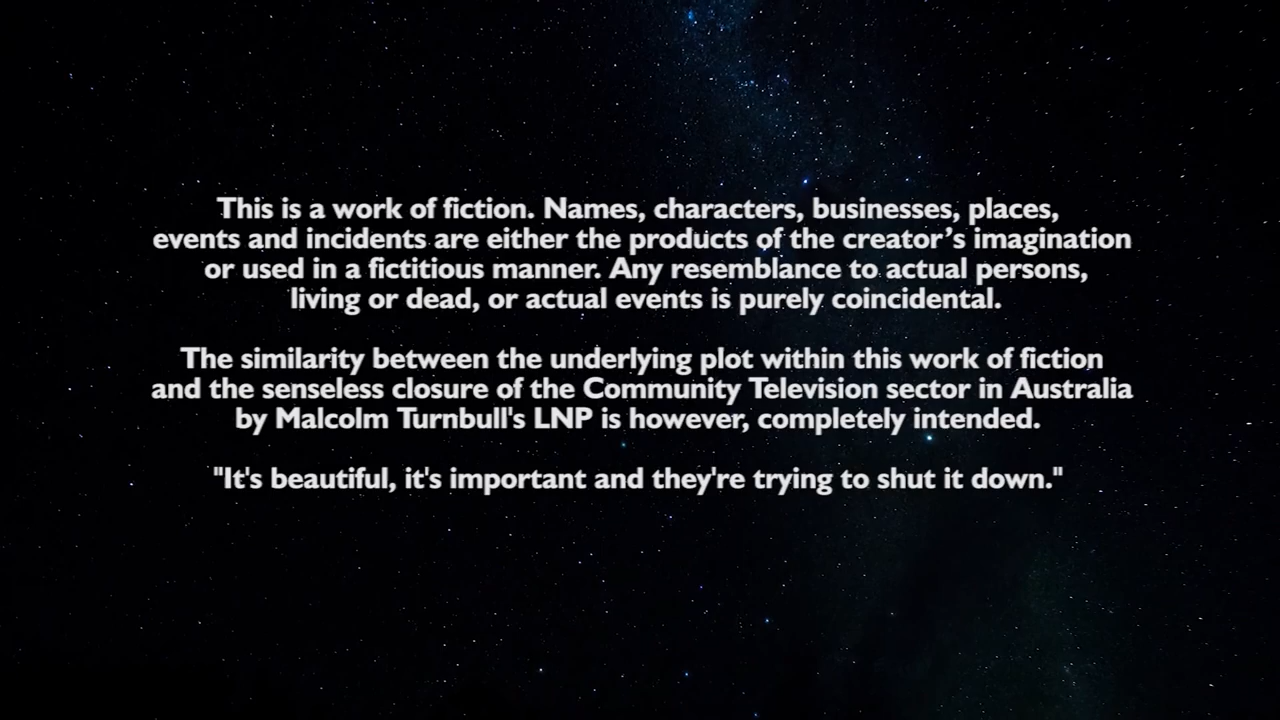 This is a work of fiction. Names, characters, businesses, places,
events and incidents are either the products of the creator’s imagination
or used in a fictitious manner. Any resemblance to actual persons,
living or dead, or actual events is purely coincidental.
The similarity between the underlying plot within this work of fiction
and the senseless closure of the Community Television sector in Australia
by Malcolm Turnbull's LNP is however, completely intended.
"It's beautiful, it's important and they're trying to shut it down."